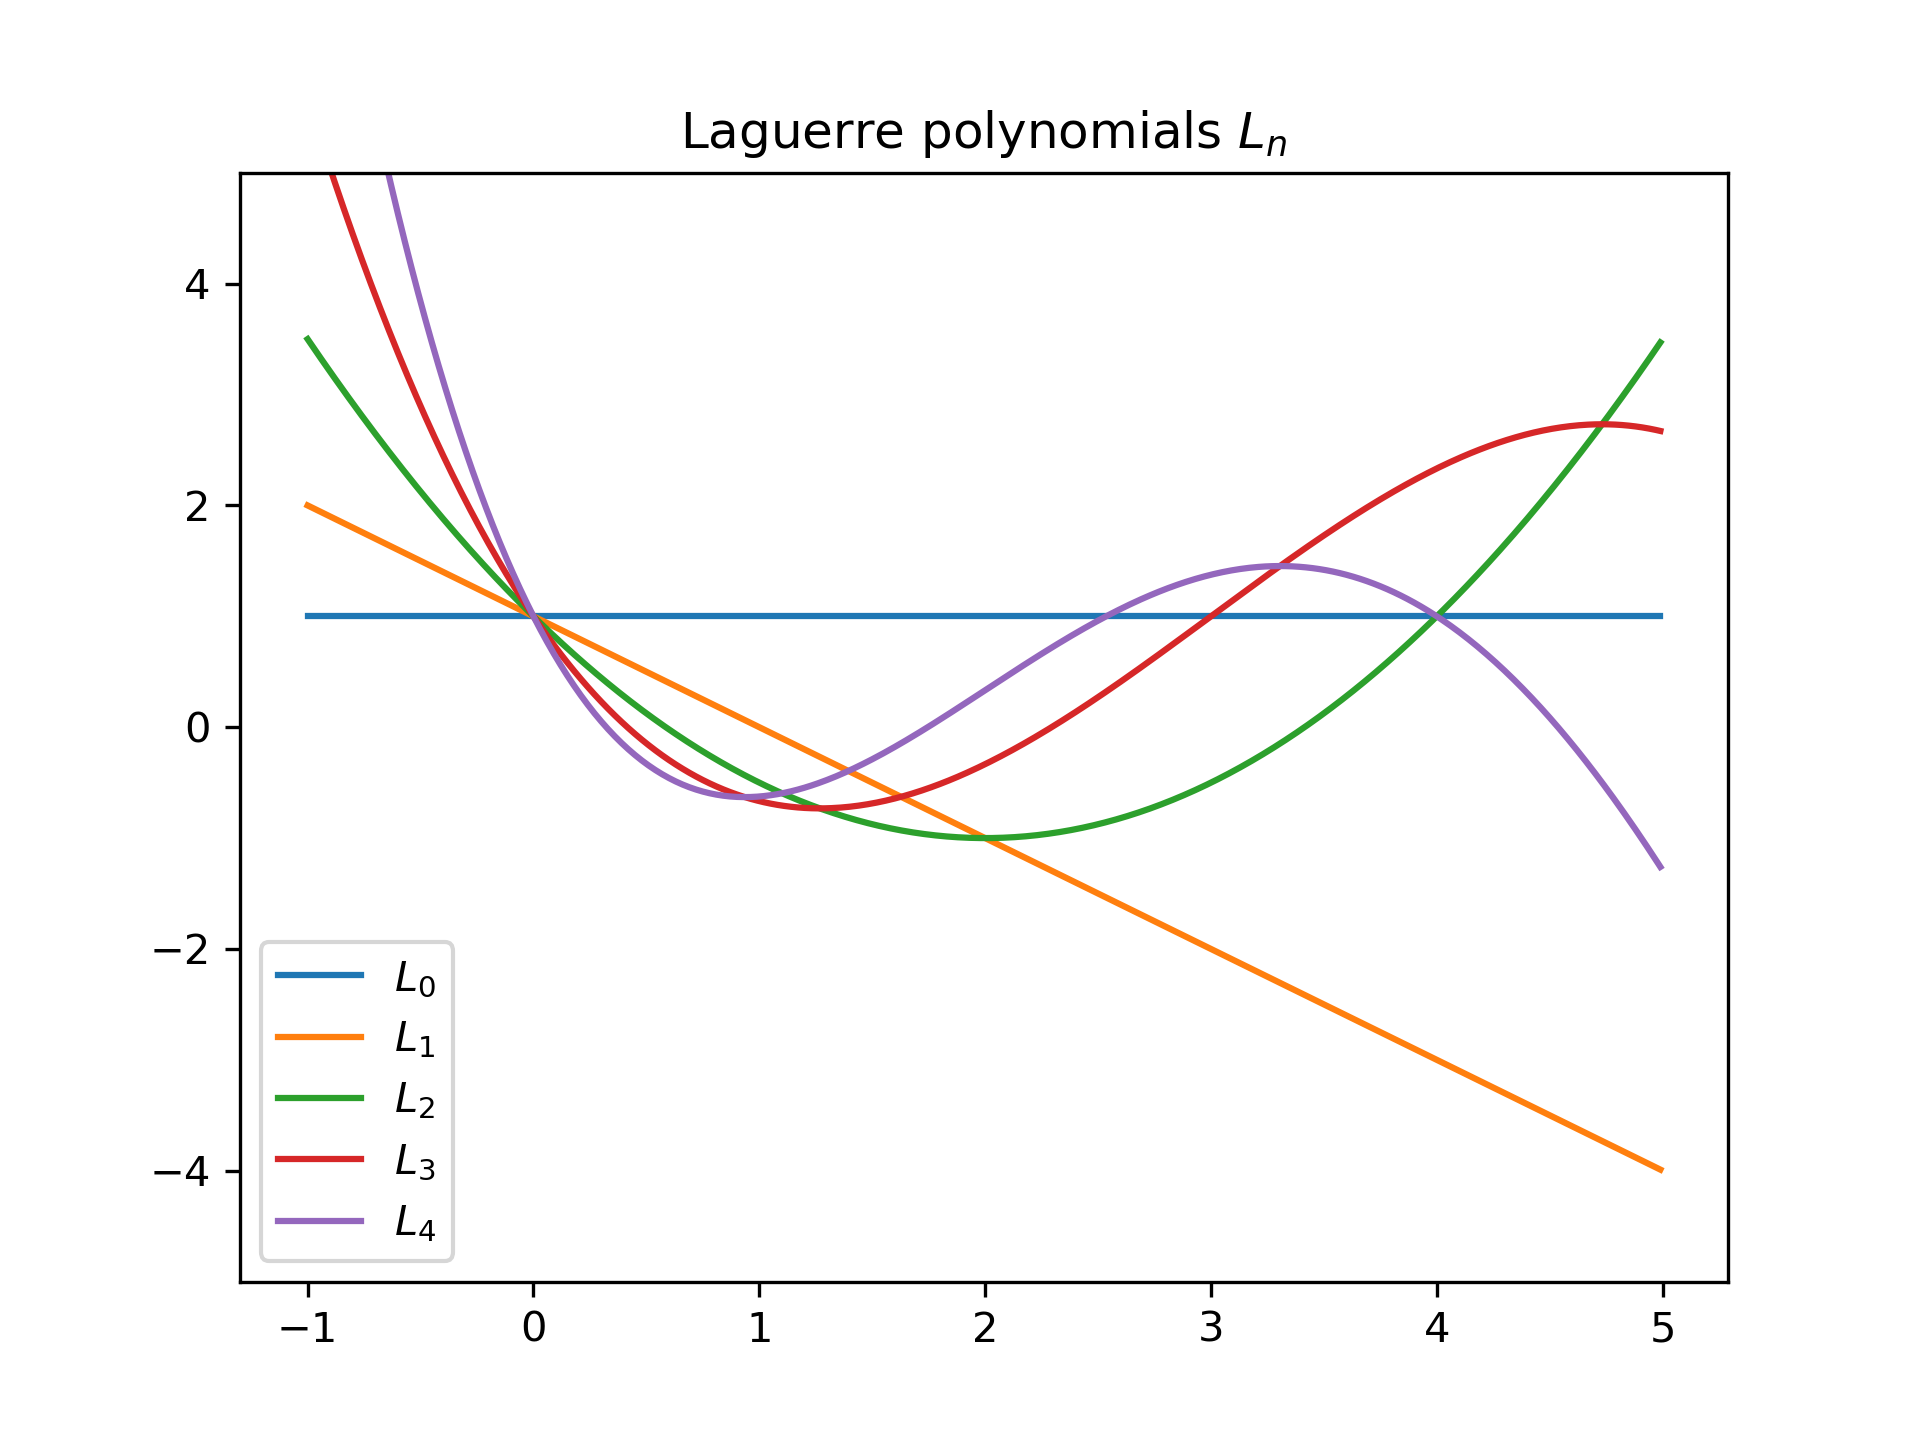 Laguerre polynomials Lₙ
4
2
0
−2
−4
L₀
L₁
L₂
L₃
L₄
−1 0 1 2 3 4 5